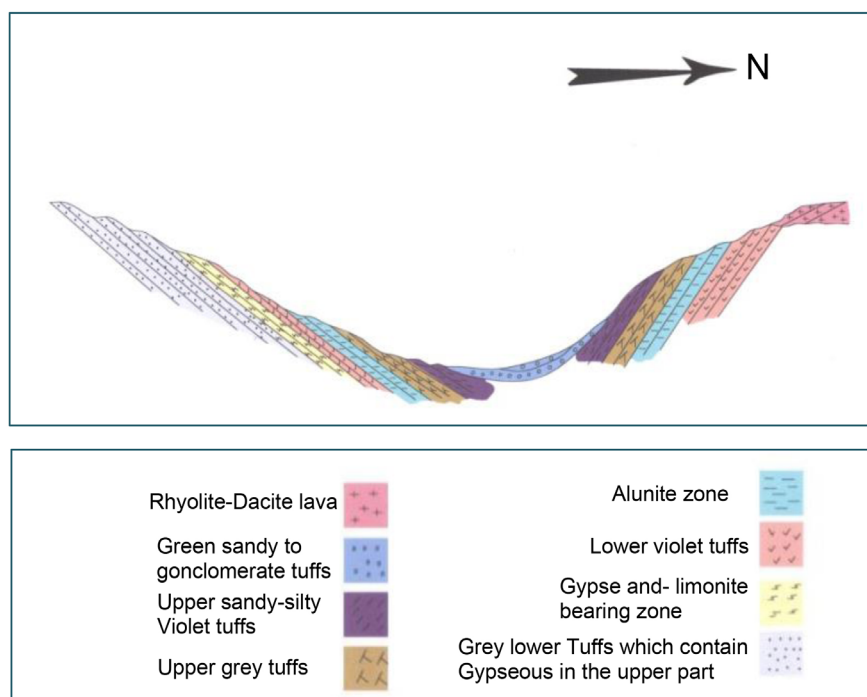 N
Rhyolite-Dacite lava
Green sandy to
gonclomerate tuffs
Upper sandy-silty
Violet tuffs
Upper grey tuffs
Alunite zone
Lower violet tuffs
Gypse and- limonite
bearing zone
Grey lower Tuffs which contain
Gypseous in the upper part